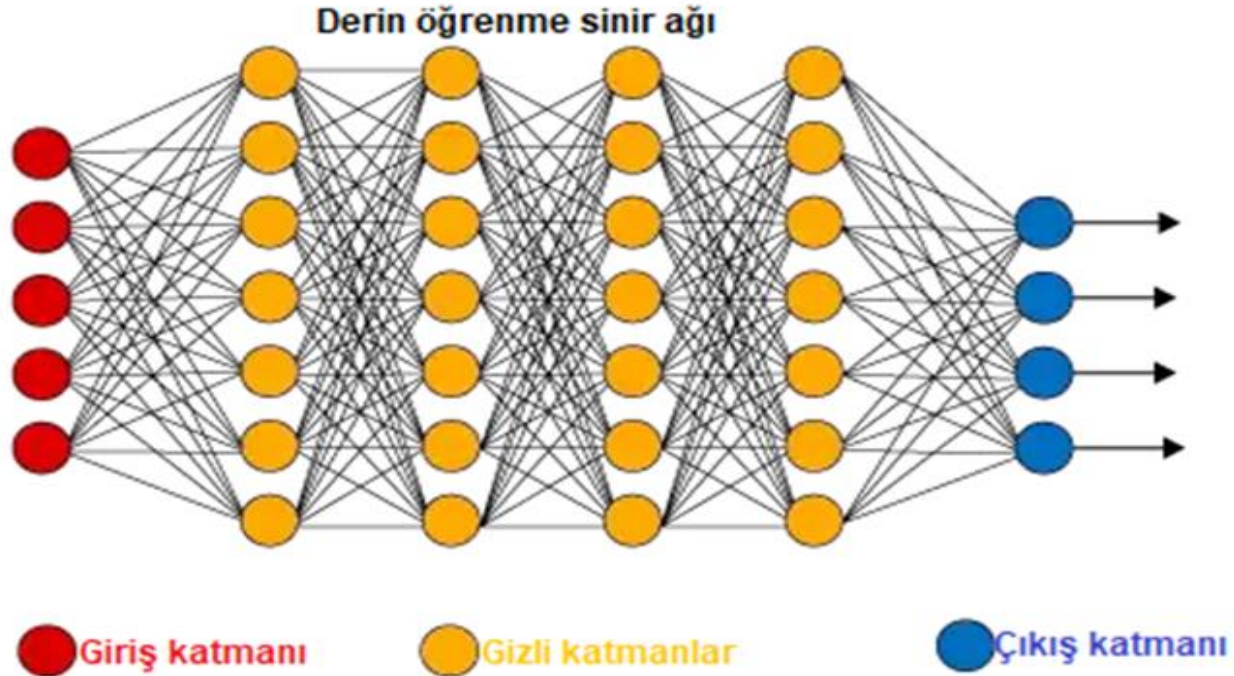 Derin öğrenme sinir ağı
Giriş katmanı
Gizli katmanlar
Çıkış katmanı